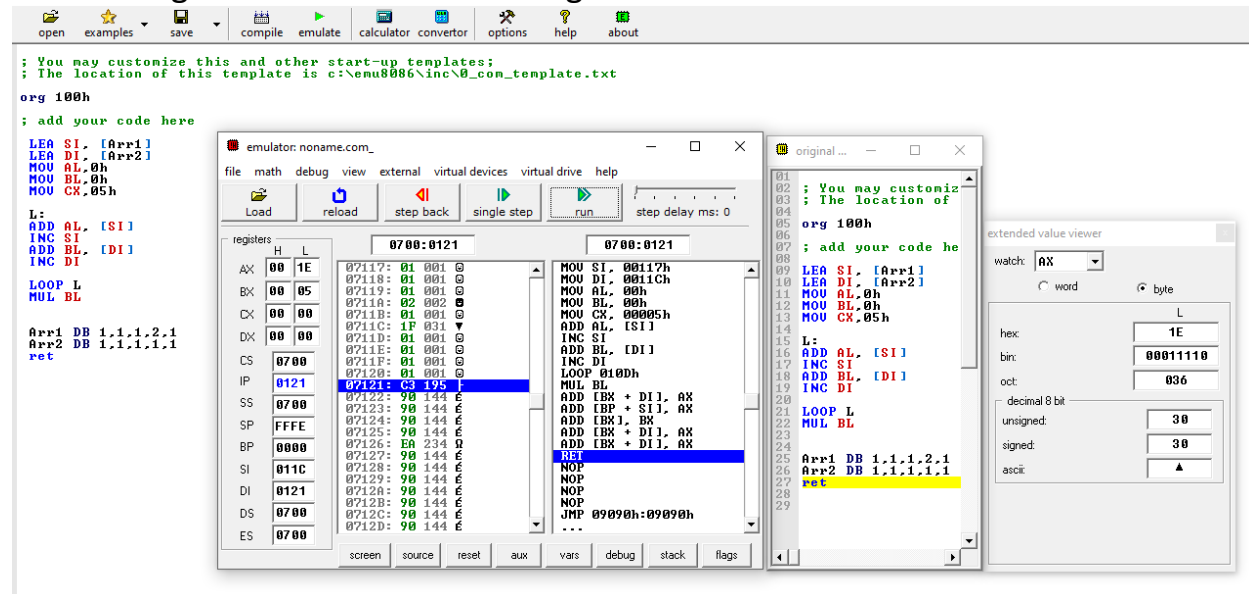 open examples save compile emulate calculator convertor options help about
; You may customize this and other start-up templates;
; The location of this template is c:\emu8086\inc\0_com_template.txt
org 100h
; add your code here
LEA SI, [Arr1]
LEA DI, [Arr2]
MOV AL,0h
MOV BL,0h
MOV CX,05h
L:
ADD AL, [SI]
INC SI
ADD BL, [DI]
INC DI
LOOP L
MUL BL
Arr1 DB 1,1,1,2,1
Arr2 DB 1,1,1,1,1
ret
emulator: noname.com_
file math debug view external virtual devices virtual drive help
Load reload step back single step run step delay ms: 0
registers
H L
AX 00 1E
BX 00 05
CX 00 00
DX 00 00
CS 0700
IP 0121
SS 0700
SP FFFE
BP 0000
SI 011C
DI 0121
DS 0700
ES 0700
0700:0121
07117: 01 001 ☺
07118: 01 001 ☺
07119: 01 001 ☺
0711A: 02 002 ☻
0711B: 01 001 ☺
0711C: 1F 031 ▼
0711D: 01 001 ☺
0711E: 01 001 ☺
0711F: 01 001 ☺
07120: 01 001 ☺
07121: C3 195 ├
07122: 90 144 É
07123: 90 144 É
07124: 90 144 É
07125: 90 144 É
07126: EA 234 Ω
07127: 90 144 É
07128: 90 144 É
07129: 90 144 É
0712A: 90 144 É
0712B: 90 144 É
0712C: 90 144 É
0712D: 90 144 É
0700:0121
MOV SI, 00117h
MOV DI, 0011Ch
MOV AL, 00h
MOV BL, 00h
MOV CX, 00005h
ADD AL, [SI]
INC SI
ADD BL, [DI]
INC DI
LOOP 010Dh
MUL BL
ADD [BX + DI], AX
ADD [BP + SI], AX
ADD [BX], BX
ADD [BX + DI], AX
ADD [BX + DI], AX
RET
NOP
NOP
NOP
NOP
JMP 09090h:09090h
...
screen source reset aux vars debug stack flags
original ...
01
02 ; You may customiz
03 ; The location of
04
05 org 100h
06
07 ; add your code he
08
09 LEA SI, [Arr1]
10 LEA DI, [Arr2]
11 MOV AL,0h
12 MOV BL,0h
13 MOV CX,05h
14
15 L:
16 ADD AL, [SI]
17 INC SI
18 ADD BL, [DI]
19 INC DI
20
21 LOOP L
22 MUL BL
23
24
25 Arr1 DB 1,1,1,2,1
26 Arr2 DB 1,1,1,1,1
27 ret
28
29
extended value viewer
watch: AX
word byte
L
hex: 1E
bin: 00011110
oct: 036
decimal 8 bit
unsigned: 30
signed: 30
ascii: ▲